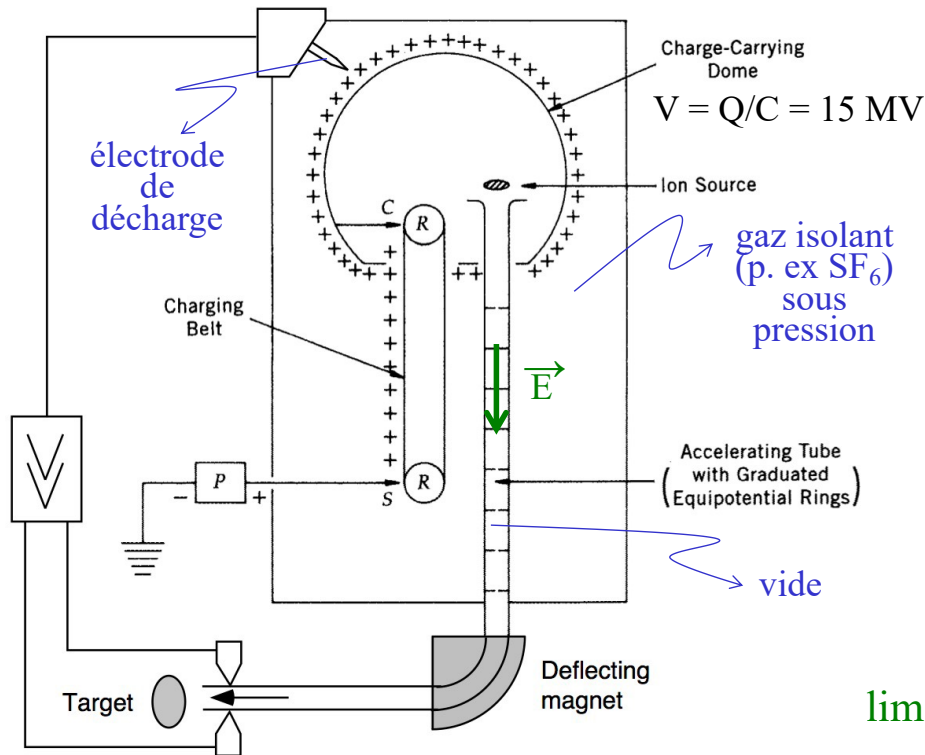 Charge-Carrying
Dome
V = Q/C = 15 MV
électrode
de
décharge
Ion Source
C
R
gaz isolant
(p. ex SF₆)
sous
pression
Charging
Belt
E
Accelerating Tube
with Graduated
Equipotential Rings
P
− +
S
R
vide
Deflecting
magnet
Target
lim